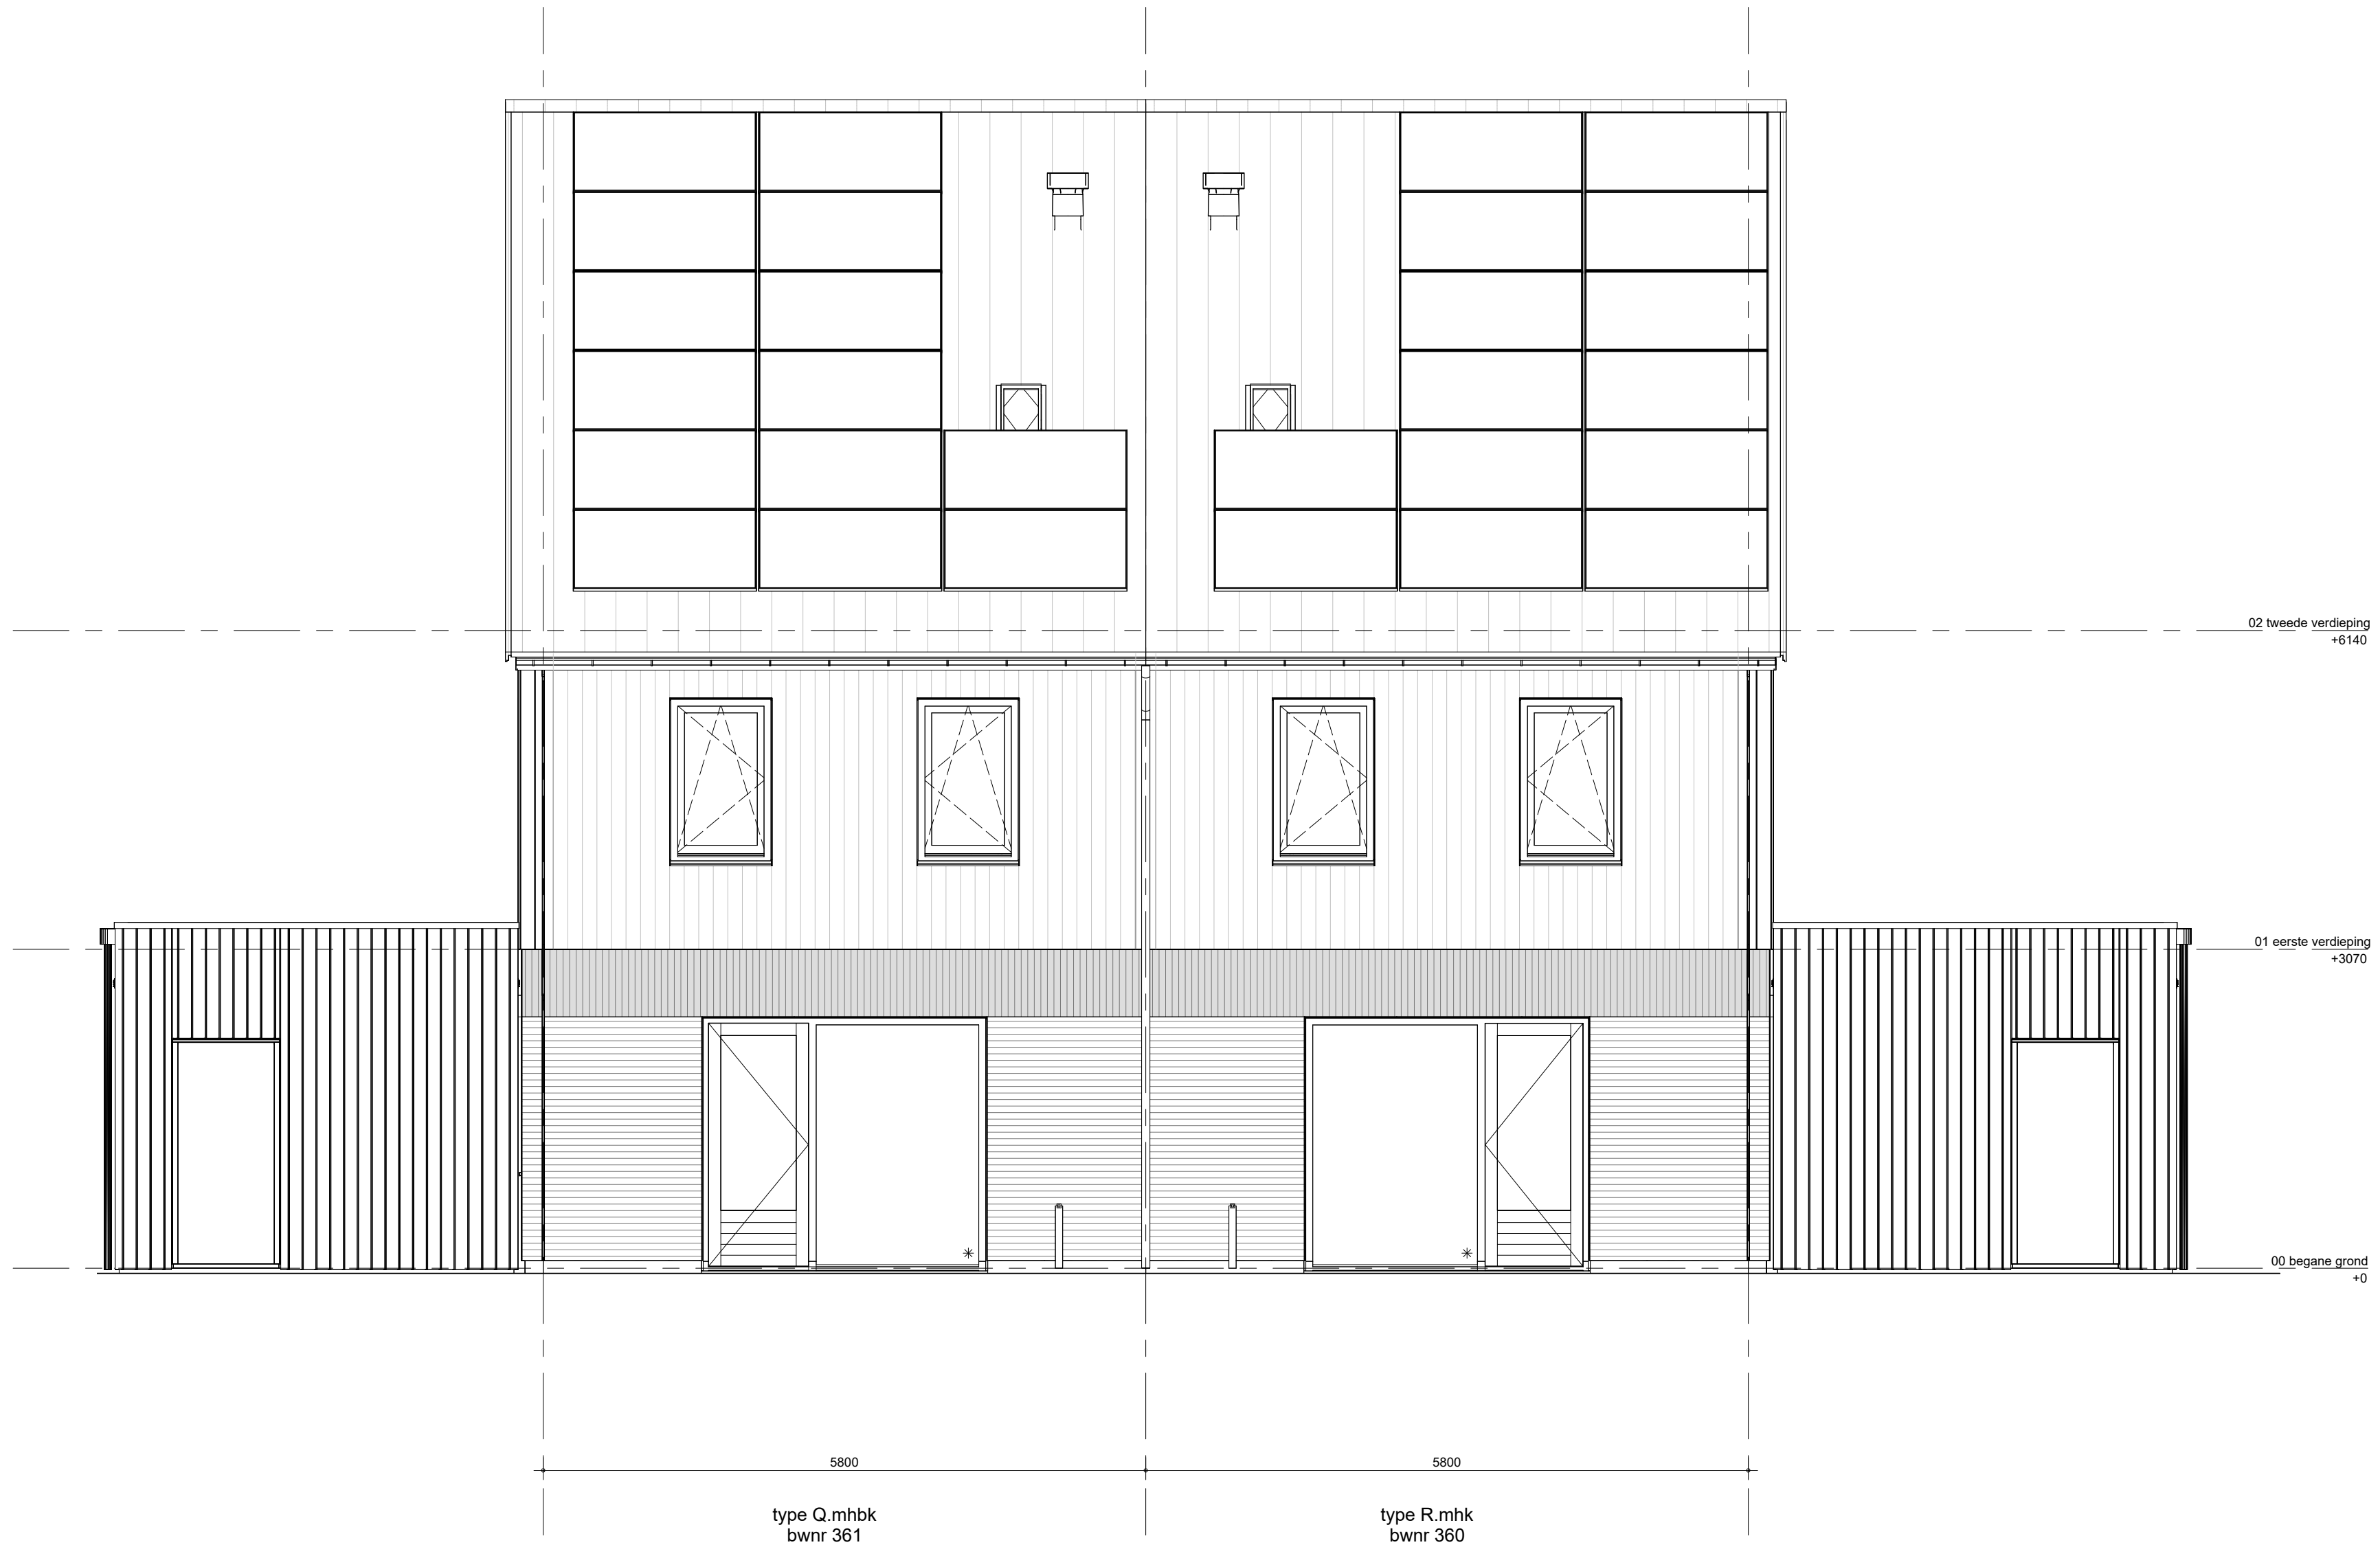 02 tweede verdieping
+6140
01 eerste verdieping
+3070
00 begane grond
+0
5800 5800
type Q.mhbk type R.mhk
bwnr 361 bwnr 360